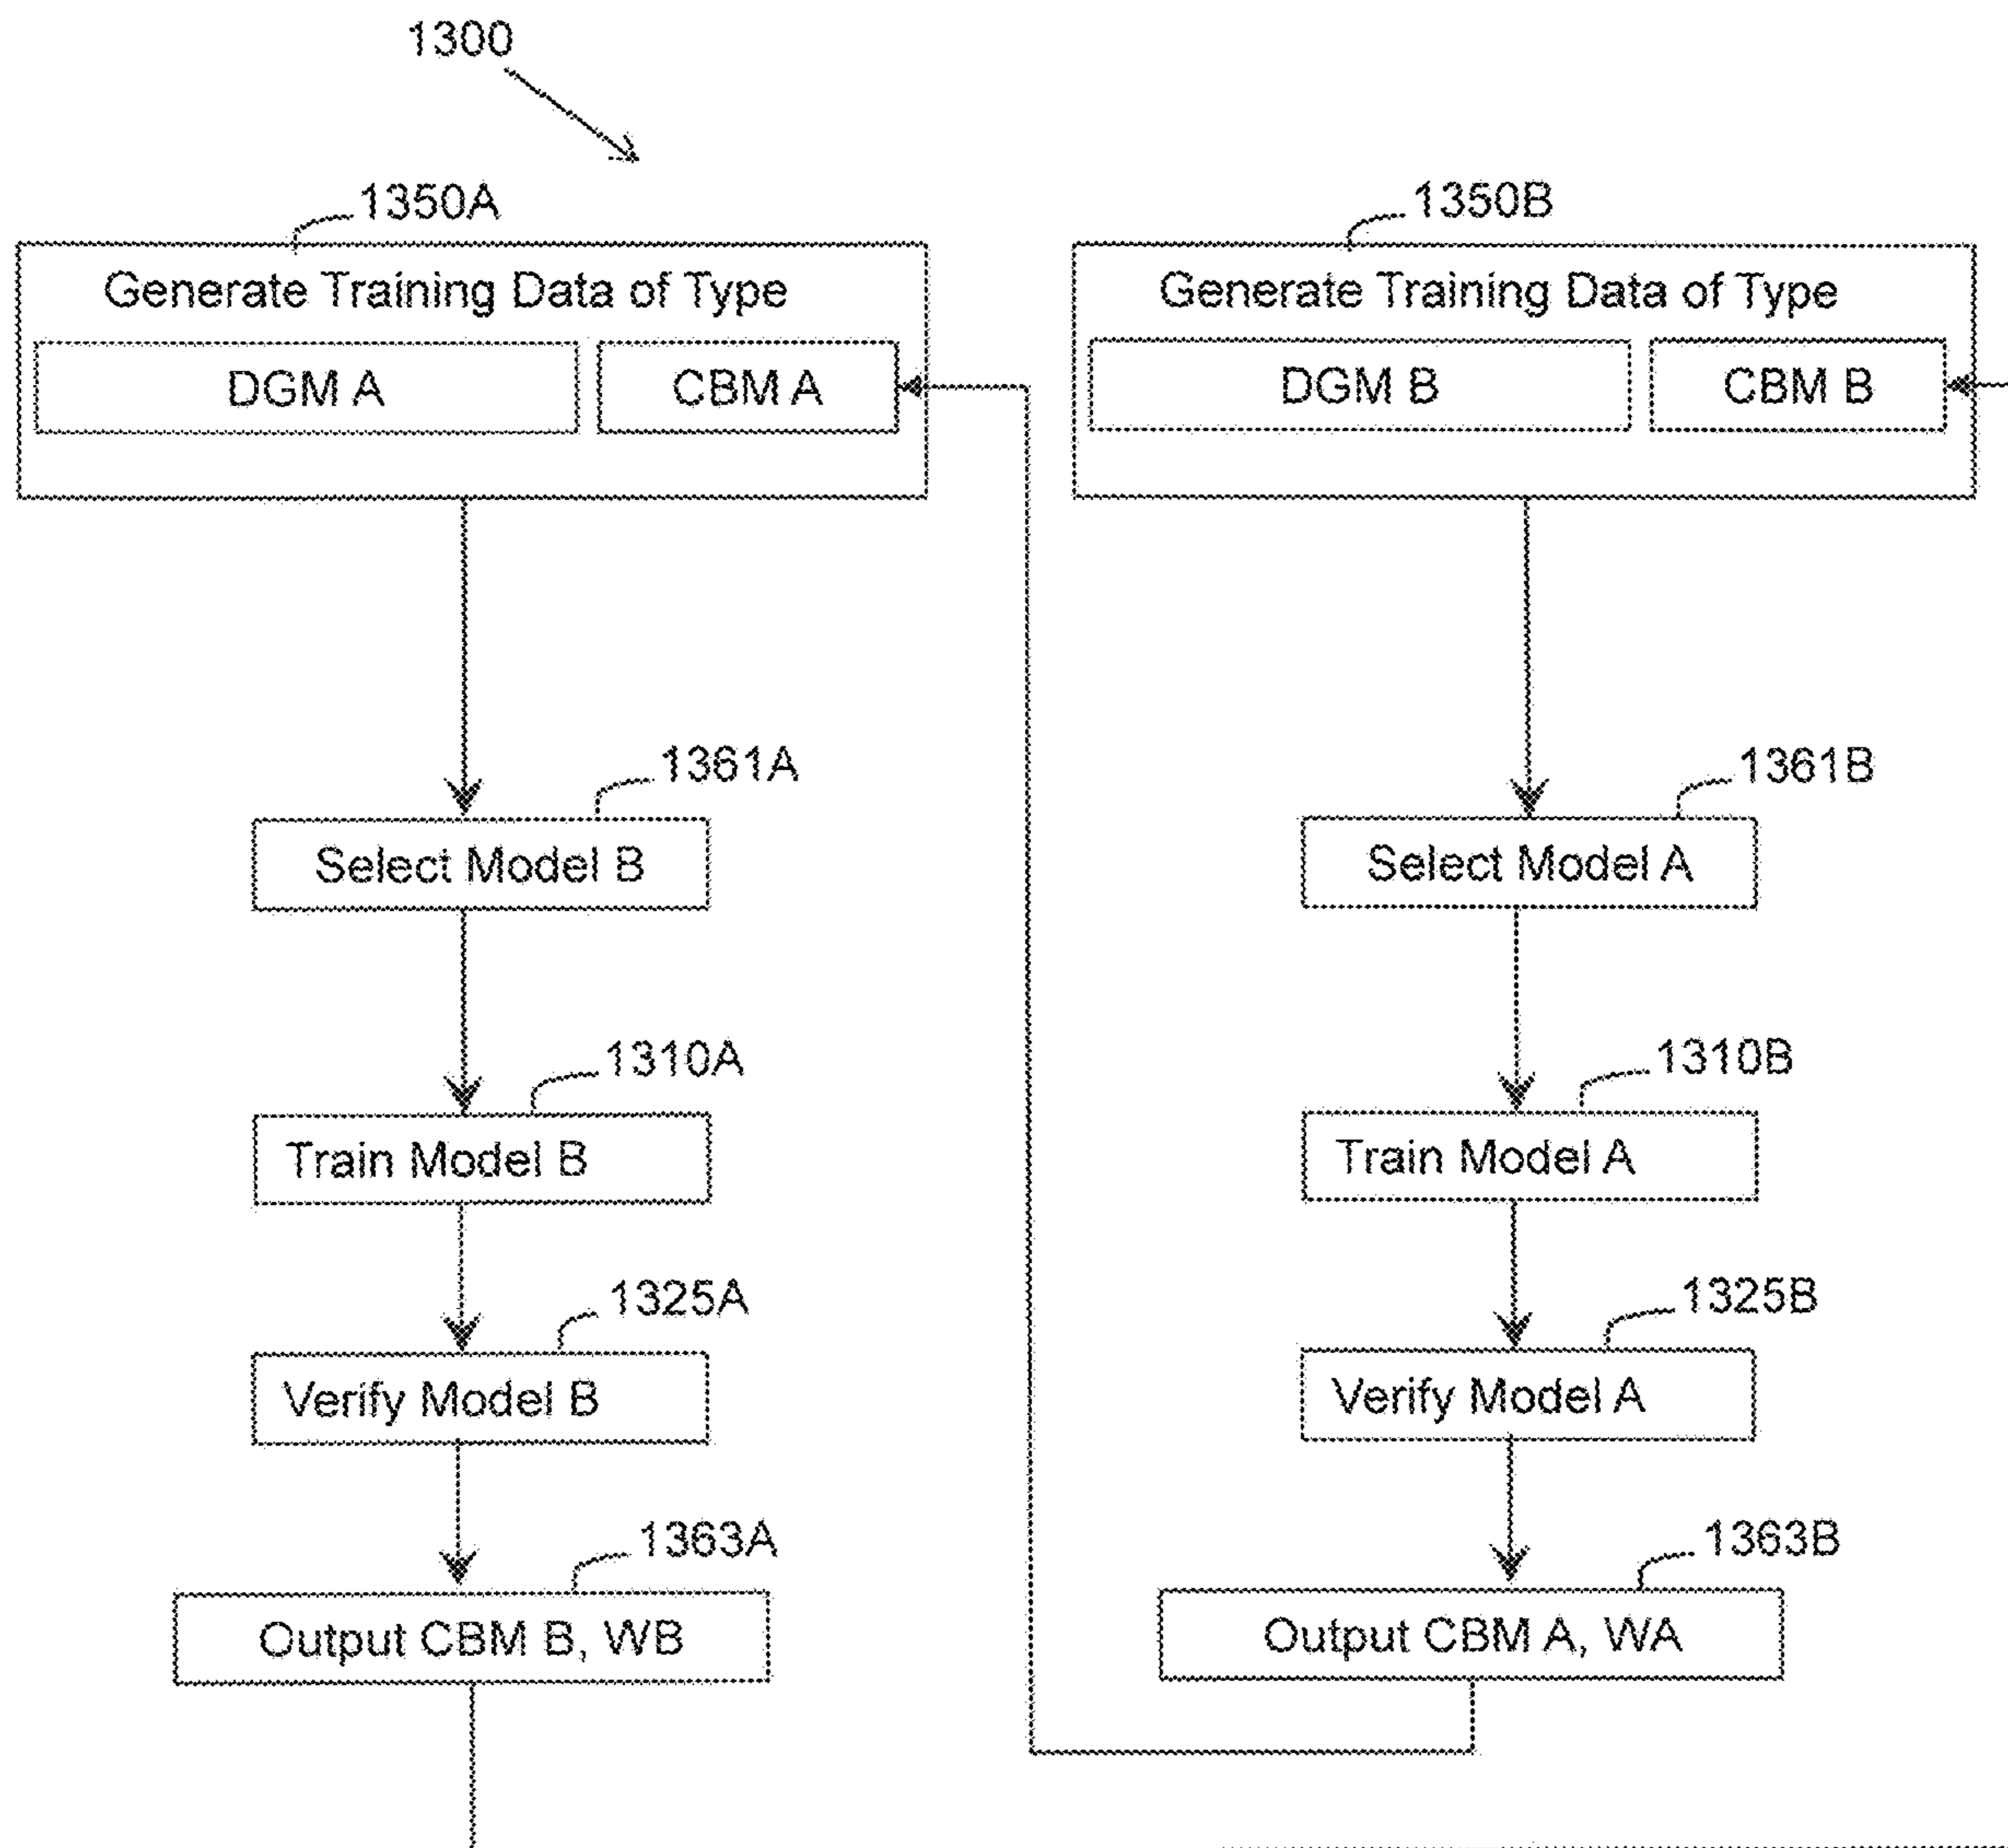 1300
1350A
Generate Training Data of Type
DGM A
CBM A
1361A
Select Model B
1310A
Train Model B
1325A
Verify Model B
1363A
Output CBM B, WB
1350B
Generate Training Data of Type
DGM B
CBM B
1361B
Select Model A
1310B
Train Model A
1325B
Verify Model A
1363B
Output CBM A, WA